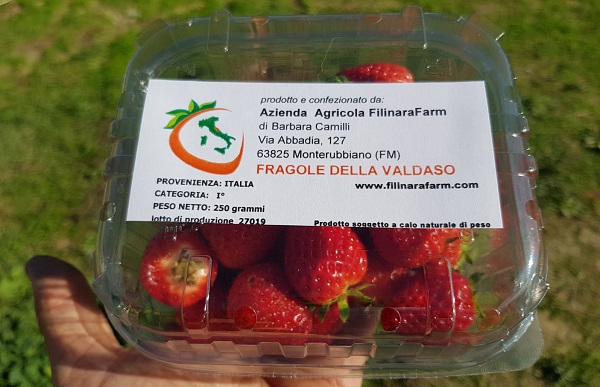 prodotto e confezionato da:
Azienda Agricola FilinaraFarm
di Barbara Camilli
Via Abbadia, 127
63825 Monterubbiano (FM)
FRAGOLE DELLA VALDASO
www.filinarafarm.com
PROVENIENZA: ITALIA
CATEGORIA: I°
PESO NETTO: 250 grammi
lotto di produzione 27019
Prodotto soggetto a calo naturale di peso